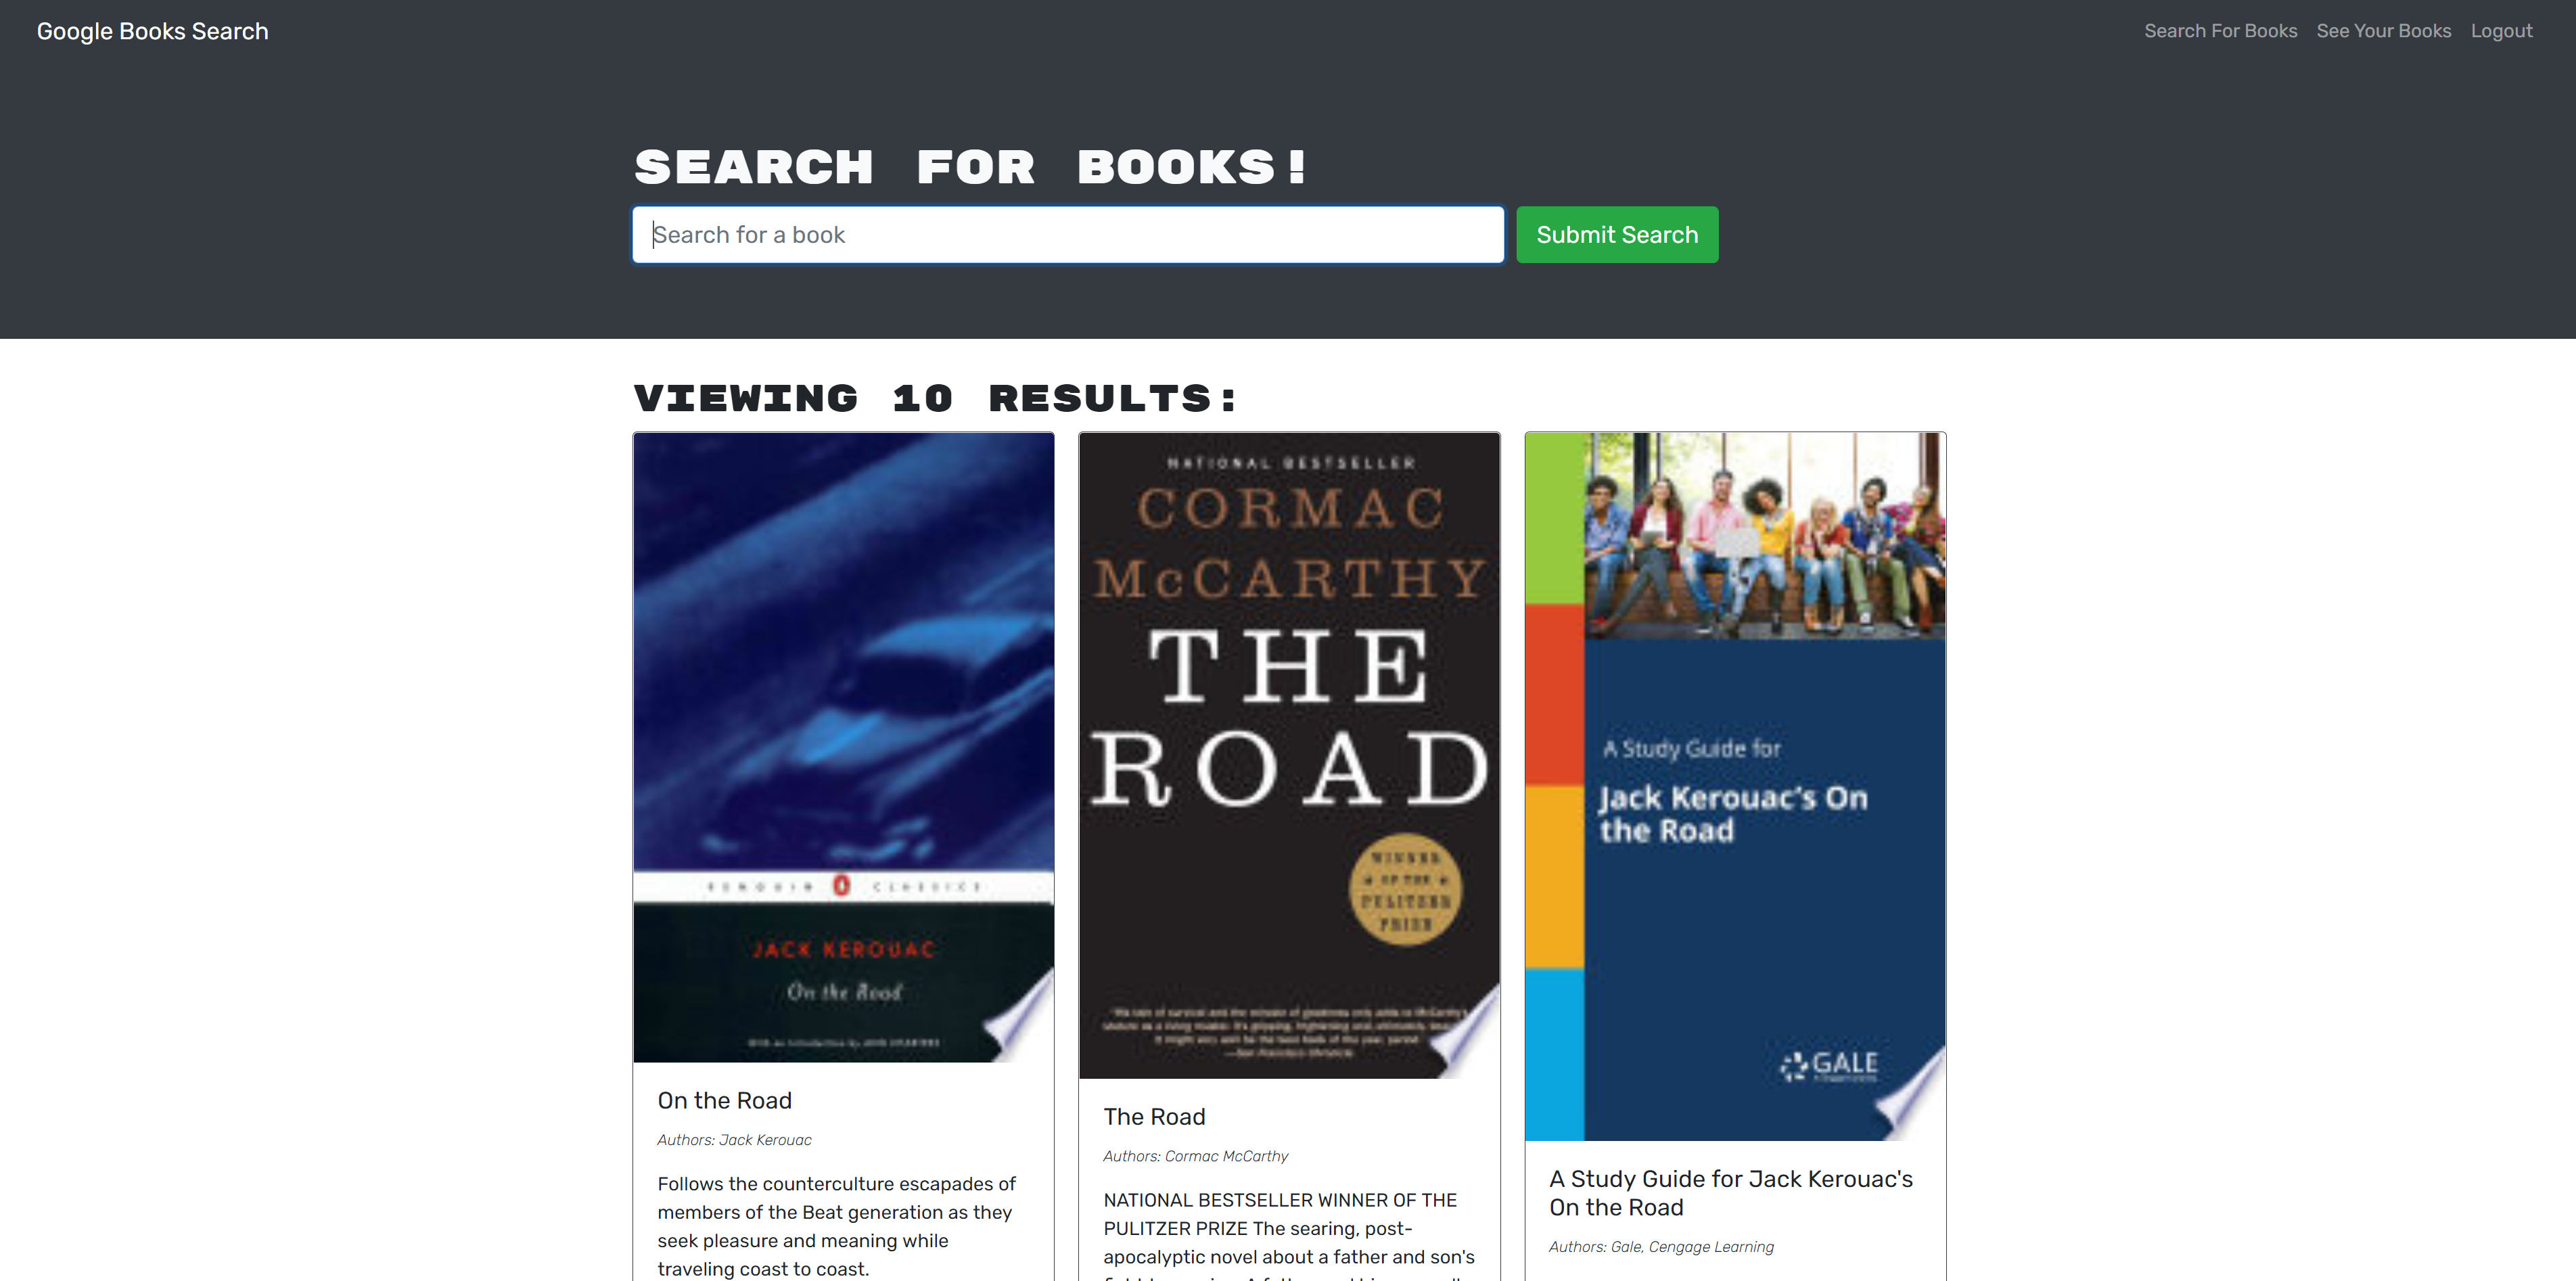 Google Books Search
Search For Books
See Your Books
Logout
SEARCH FOR BOOKS!
Search for a book
Submit Search
VIEWING 10 RESULTS:
PENGUIN CLASSICS
JACK KEROUAC
On the Road
On the Road
Authors: Jack Kerouac
Follows the counterculture escapades of
members of the Beat generation as they
seek pleasure and meaning while
traveling coast to coast.
NATIONAL BESTSELLER
CORMAC
McCARTHY
THE
ROAD
WINNER
OF THE
PULITZER
PRIZE
The Road
Authors: Cormac McCarthy
NATIONAL BESTSELLER WINNER OF THE
PULITZER PRIZE The searing, post-
apocalyptic novel about a father and son's
A Study Guide for
Jack Kerouac's On
the Road
GALE
A Study Guide for Jack Kerouac's
On the Road
Authors: Gale, Cengage Learning